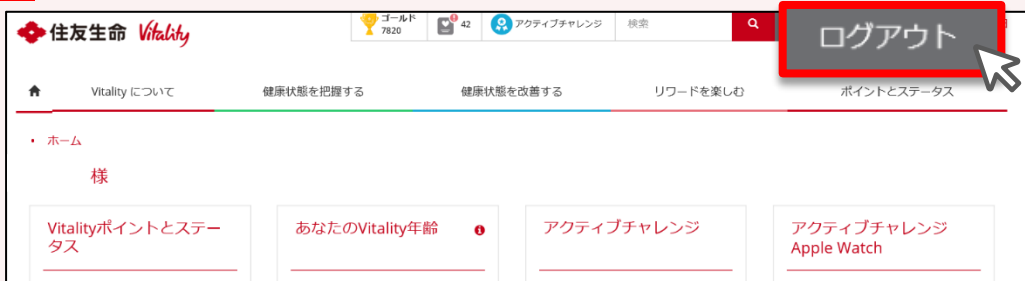 住友生命 Vitality
ゴールド
7820
42
アクティブチャレンジ
検索
ログアウト
Vitality について
健康状態を把握する
健康状態を改善する
リワードを楽しむ
ポイントとステータス
ホーム
様
Vitalityポイントとステー
タス
あなたのVitality年齢
アクティブチャレンジ
アクティブチャレンジ
Apple Watch